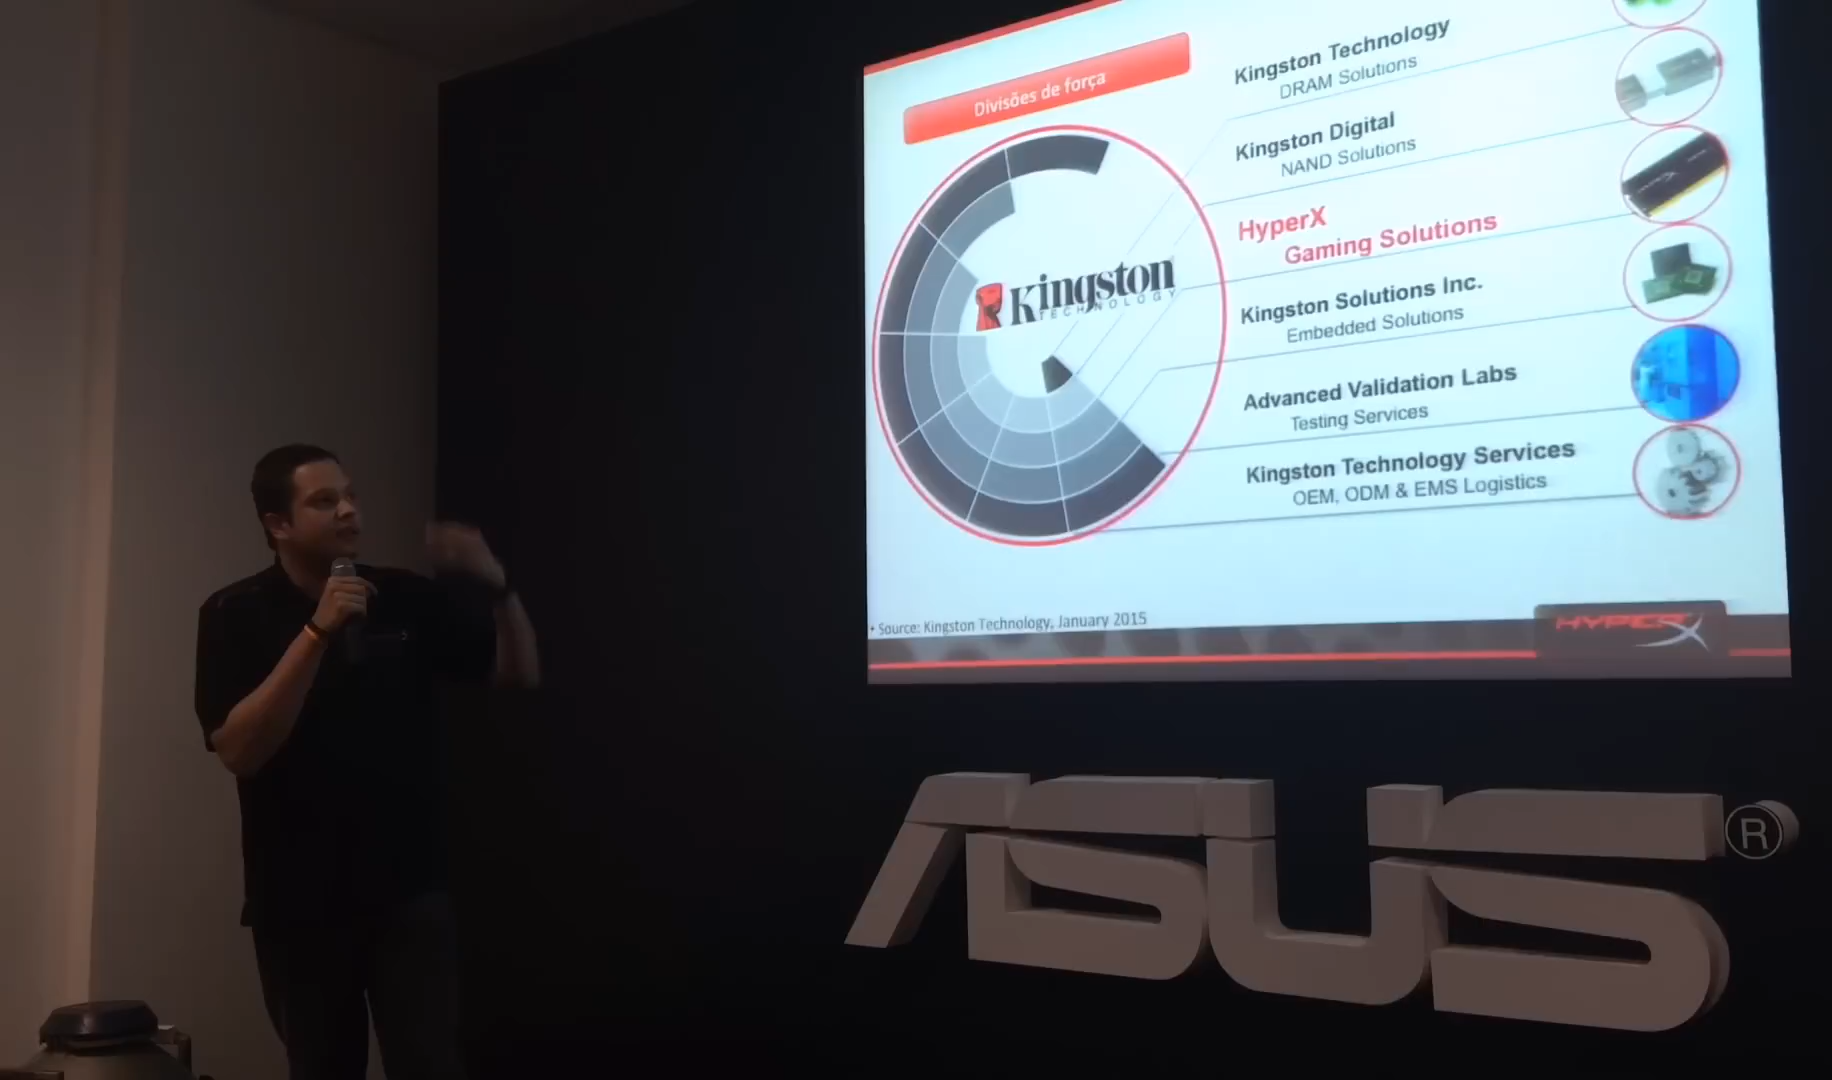 Divisões de força
Kingston
TECHNOLOGY
Kingston Technology
DRAM Solutions
Kingston Digital
NAND Solutions
HyperX
Gaming Solutions
Kingston Solutions Inc.
Embedded Solutions
Advanced Validation Labs
Testing Services
Kingston Technology Services
OEM, ODM & EMS Logistics
• Source: Kingston Technology, January 2015
HYPERX
ASUS®